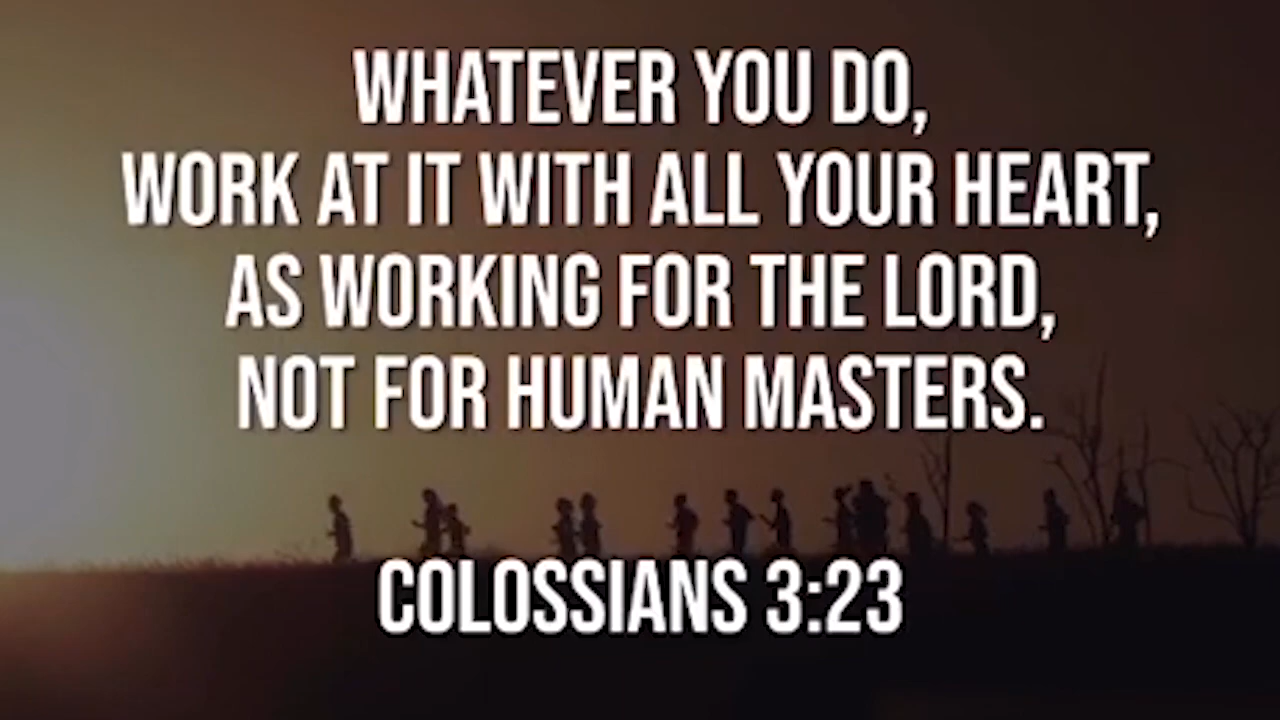 WHATEVER YOU DO,
WORK AT IT WITH ALL YOUR HEART,
AS WORKING FOR THE LORD,
NOT FOR HUMAN MASTERS.
COLOSSIANS 3:23